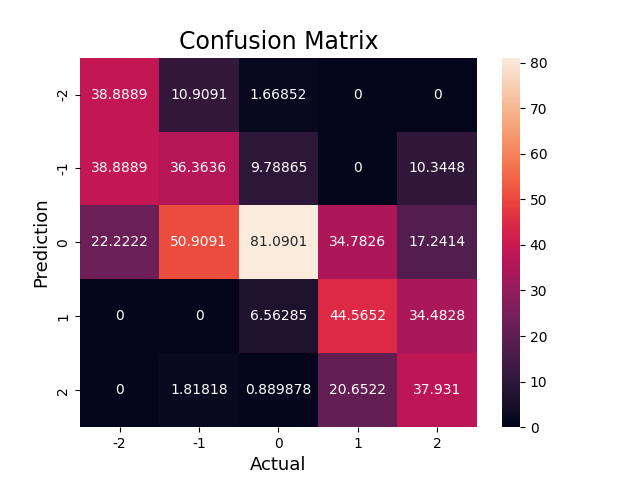 Confusion Matrix
-2 38.8889 10.9091 1.66852 0 0
-1 38.8889 36.3636 9.78865 0 10.3448
0 22.2222 50.9091 81.0901 34.7826 17.2414
1 0 0 6.56285 44.5652 34.4828
2 0 1.81818 0.889878 20.6522 37.931
-2 -1 0 1 2
Actual
Prediction
80
70
60
50
40
30
20
10
0